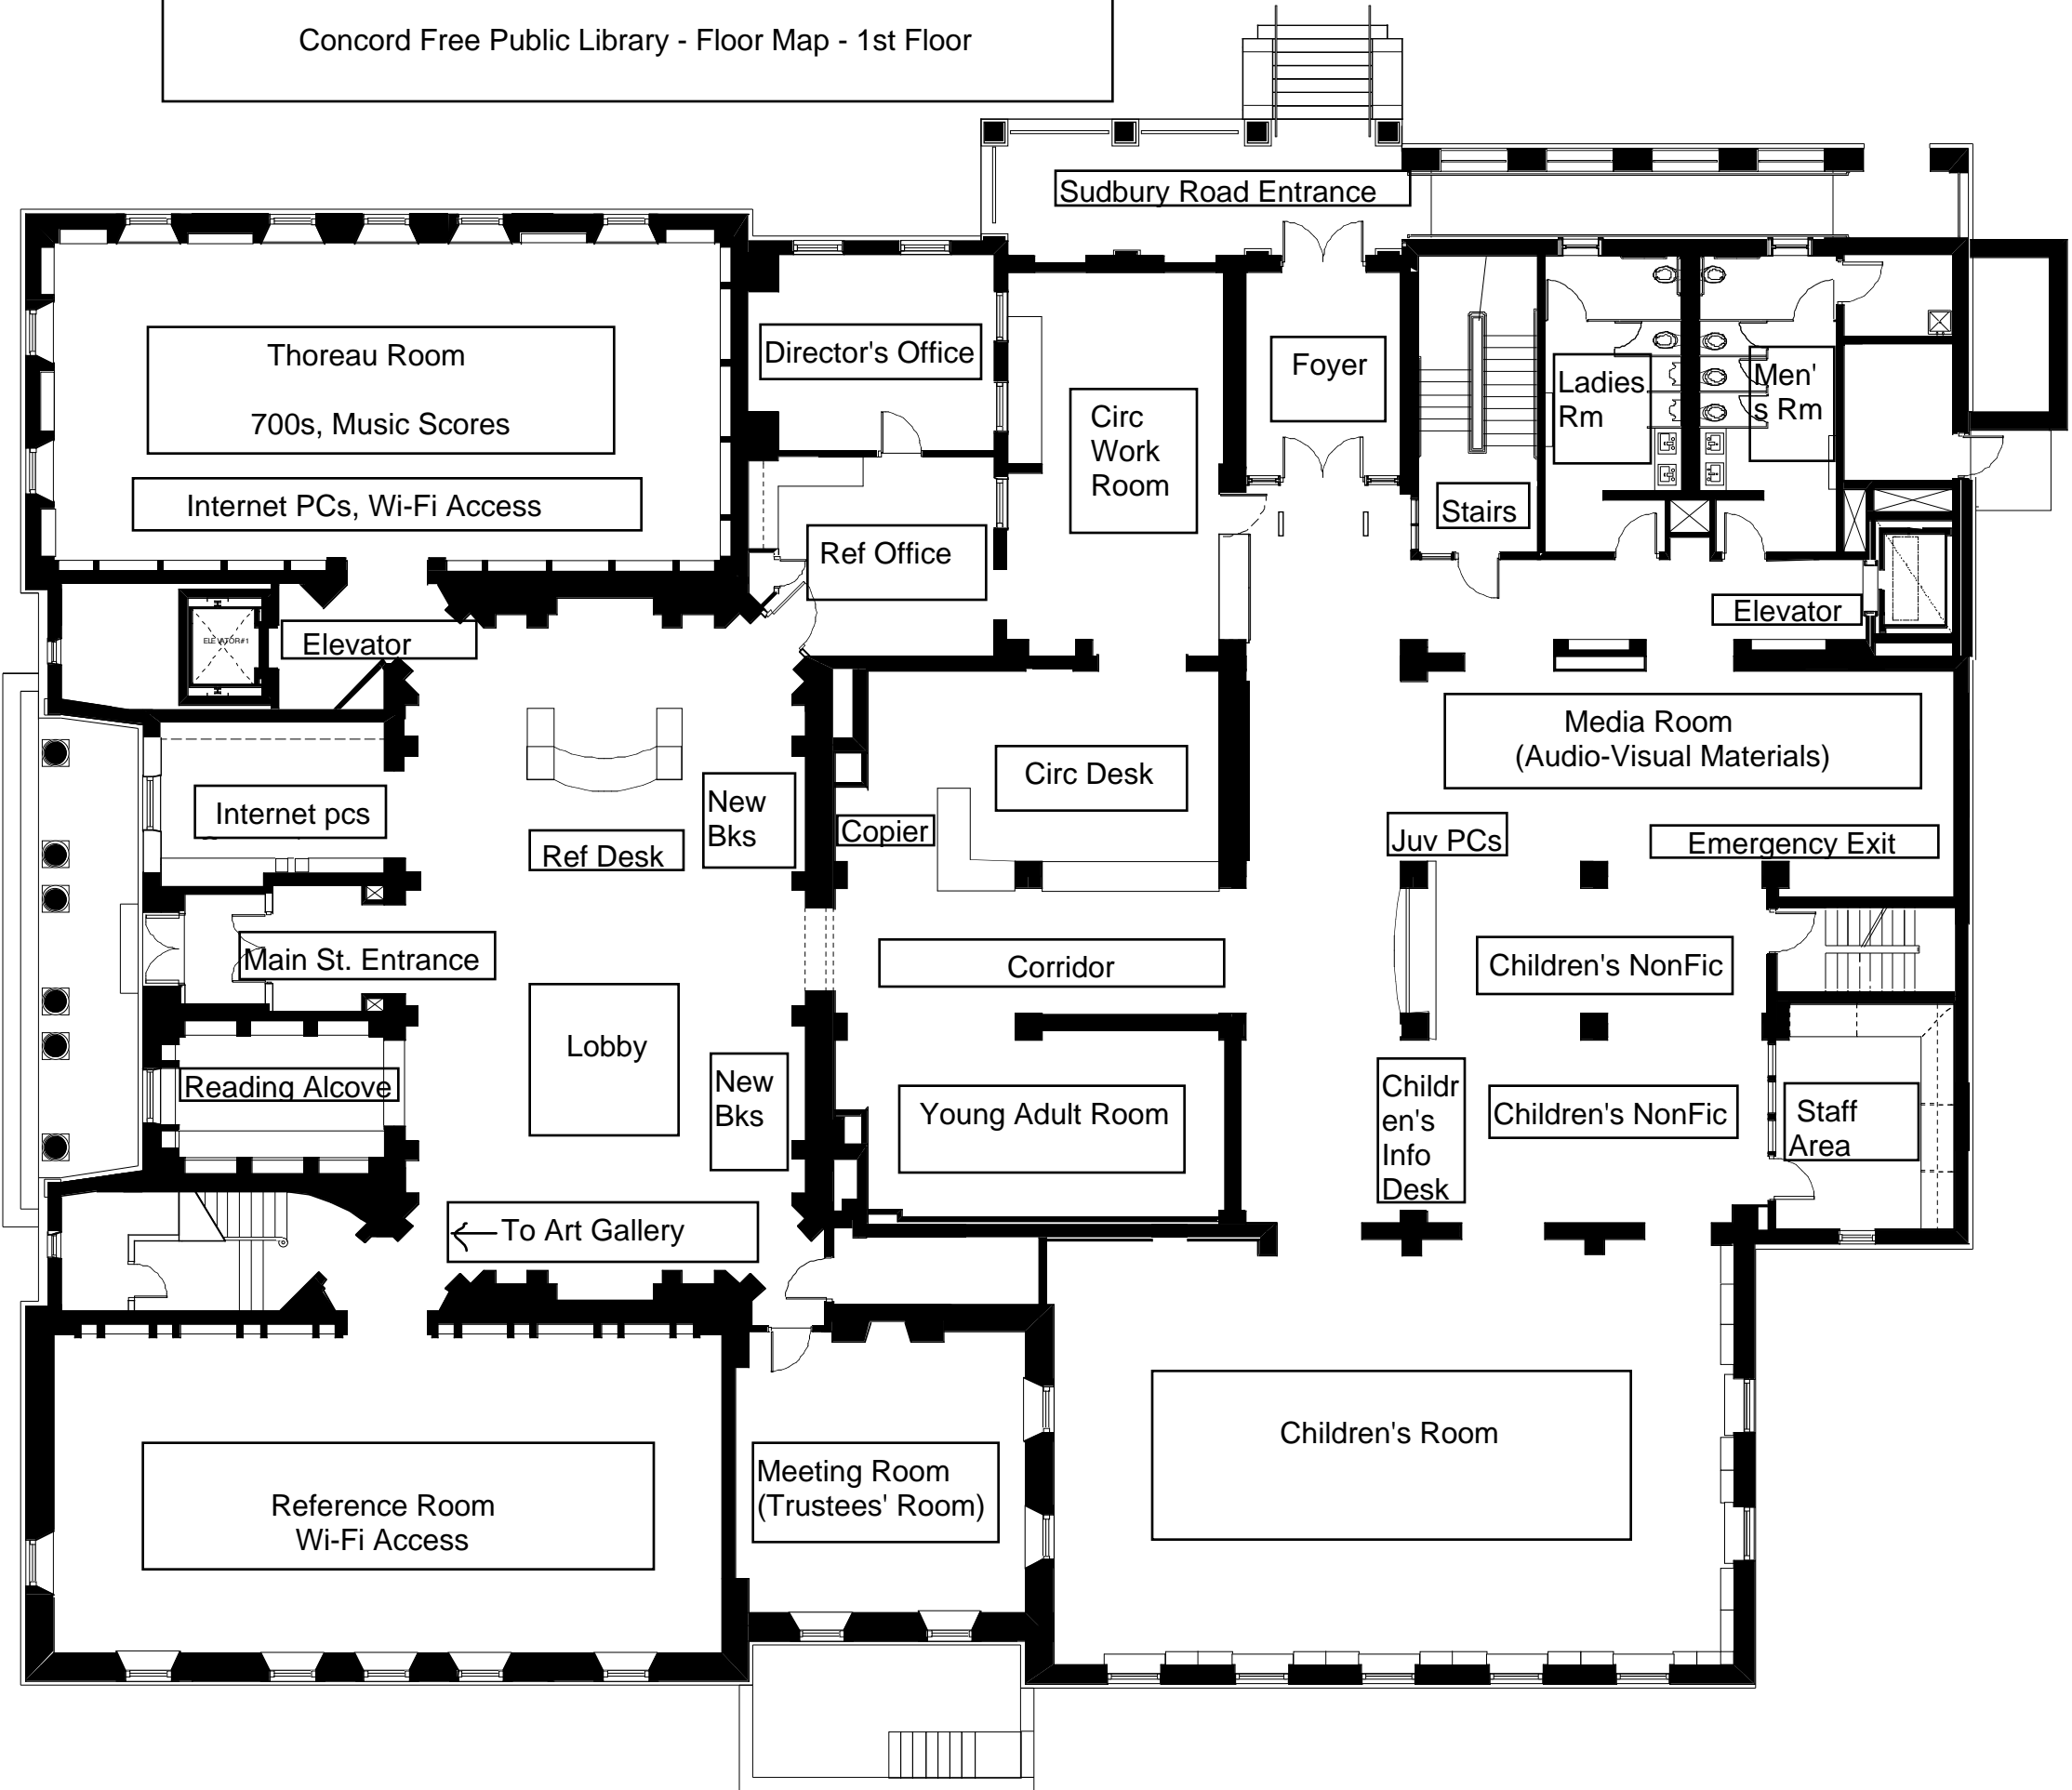 Concord Free Public Library - Floor Map - 1st Floor
Sudbury Road Entrance
Thoreau Room
700s, Music Scores
Internet PCs, Wi-Fi Access
Director's Office
Foyer
Circ
Work
Room
Ladies
Rm
Men'
s Rm
Stairs
Ref Office
Elevator
ELEVATOR#1
Elevator
Media Room
(Audio-Visual Materials)
Internet pcs
Ref Desk
New
Bks
Circ Desk
Copier
Juv PCs
Emergency Exit
Main St. Entrance
Corridor
Children's NonFic
Lobby
Reading Alcove
New
Bks
Young Adult Room
Childr
en's
Info
Desk
Children's NonFic
Staff
Area
← To Art Gallery
Children's Room
Meeting Room
(Trustees' Room)
Reference Room
Wi-Fi Access